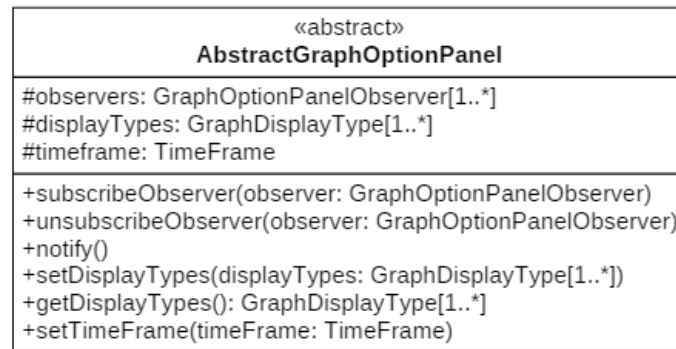 «abstract»
AbstractGraphOptionPanel
#observers: GraphOptionPanelObserver[1..*]
#displayTypes: GraphDisplayType[1..*]
#timeframe: TimeFrame
+subscribeObserver(observer: GraphOptionPanelObserver)
+unsubscribeObserver(observer: GraphOptionPanelObserver)
+notify()
+setDisplayTypes(displayTypes: GraphDisplayType[1..*])
+getDisplayTypes(): GraphDisplayType[1..*]
+setTimeFrame(timeFrame: TimeFrame)